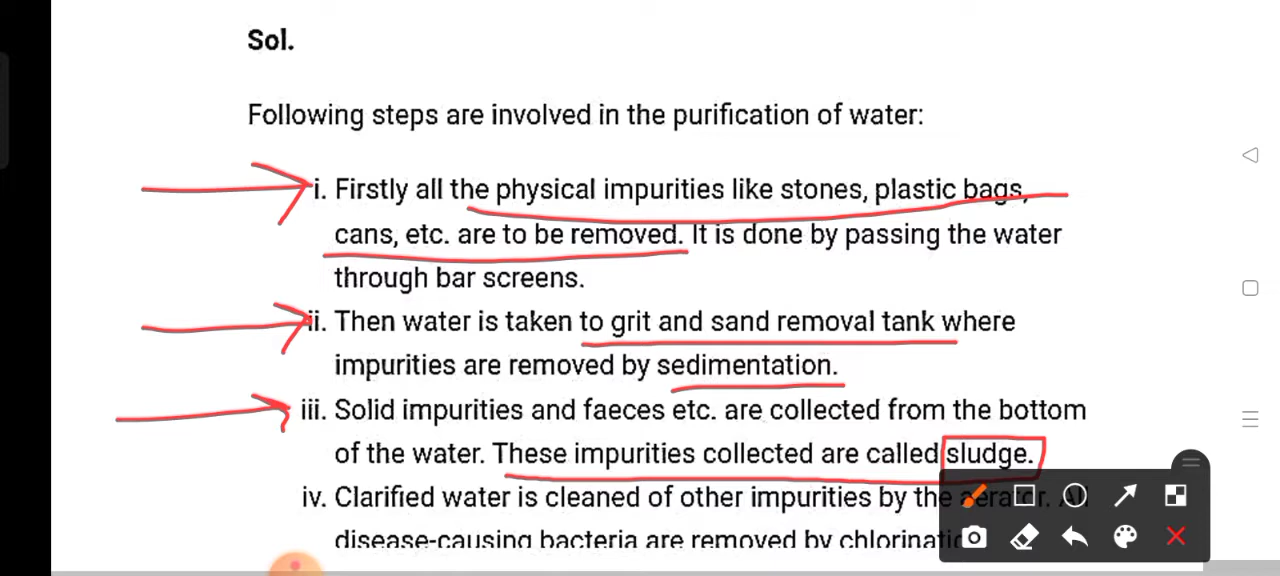 Sol.
Following steps are involved in the purification of water:
i. Firstly all the physical impurities like stones, plastic bags,
cans, etc. are to be removed. It is done by passing the water
through bar screens.
ii. Then water is taken to grit and sand removal tank where
impurities are removed by sedimentation.
iii. Solid impurities and faeces etc. are collected from the bottom
of the water. These impurities collected are called sludge.
iv. Clarified water is cleaned of other impurities by the aerator. All
disease-causing bacteria are removed by